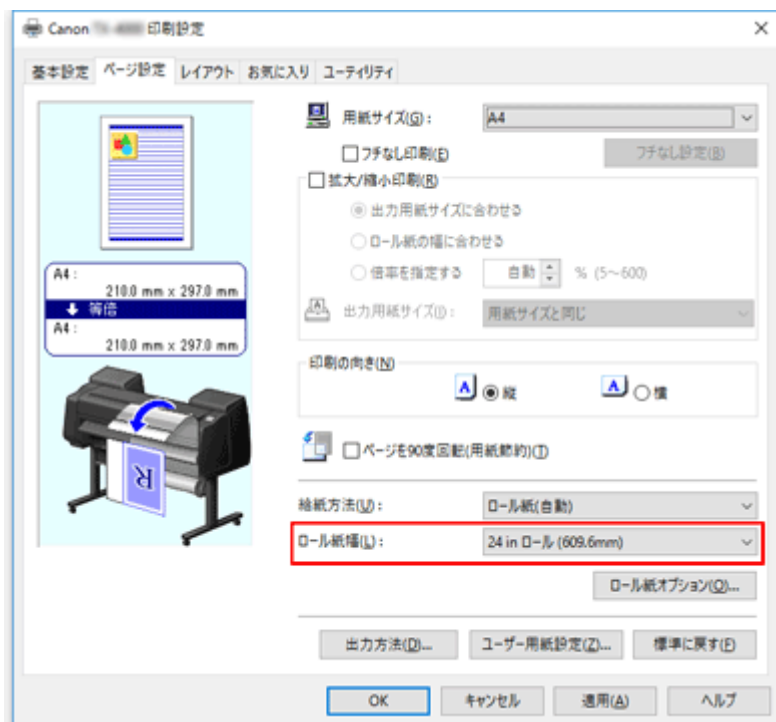 Canon 印刷設定
基本設定 ページ設定 レイアウト お気に入り ユーティリティ
用紙サイズ(G)： A4
フチなし印刷(E) フチなし設定(B)
拡大/縮小印刷(R)
出力用紙サイズに合わせる
ロール紙の幅に合わせる
倍率を指定する 自動 % (5～600)
出力用紙サイズ(I)： 用紙サイズと同じ
A4：
210.0 mm x 297.0 mm
等倍
A4：
210.0 mm x 297.0 mm
印刷の向き(N)
A 縦 A 横
ページを90度回転(用紙節約)(T)
R
給紙方法(U)： ロール紙(自動)
ロール紙幅(L)： 24 in ロール (609.6mm)
ロール紙オプション(O)...
出力方法(D)... ユーザー用紙設定(Z)... 標準に戻す(F)
OK キャンセル 適用(A) ヘルプ